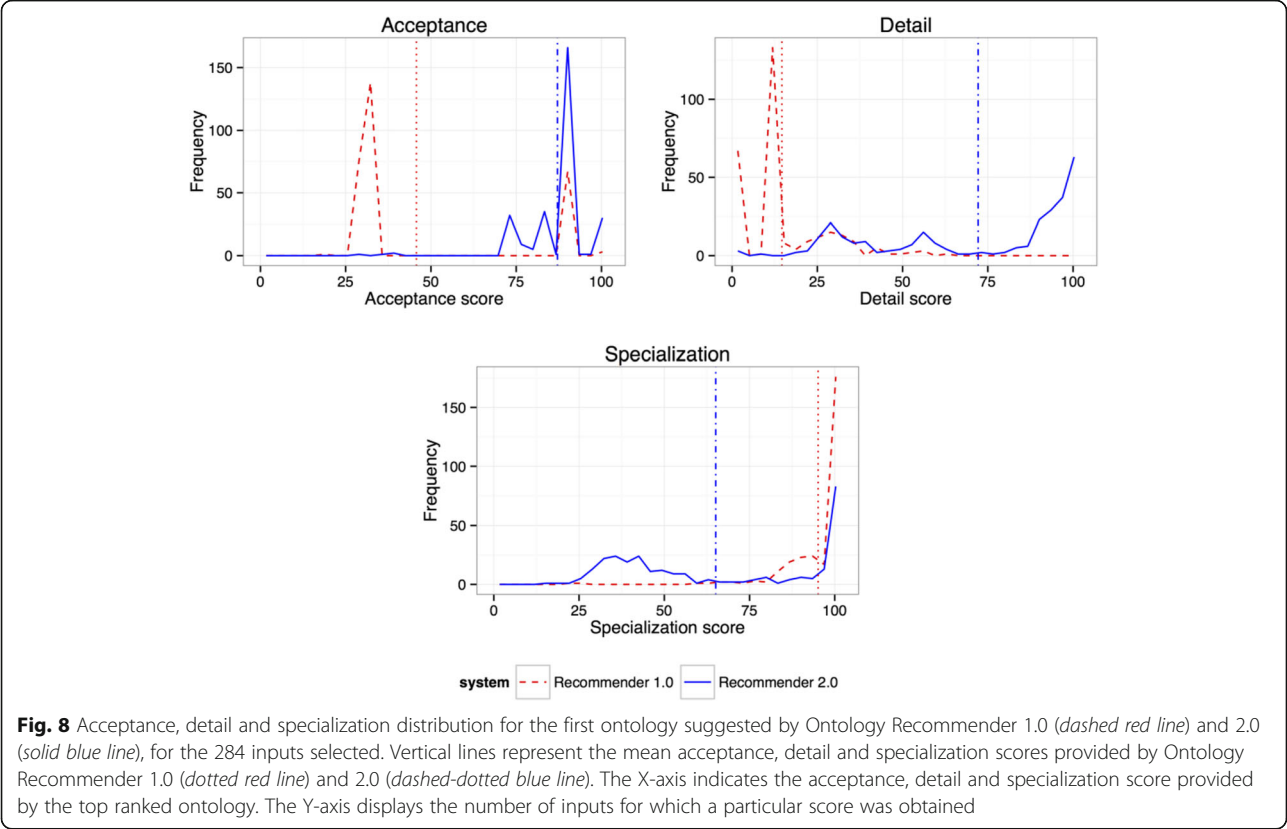 Acceptance
150
100
50
0
Frequency
0 25 50 75 100
Acceptance score
Detail
100
50
0
Frequency
0 25 50 75 100
Detail score
Specialization
150
100
50
0
Frequency
0 25 50 75 100
Specialization score
system Recommender 1.0 Recommender 2.0
Fig. 8 Acceptance, detail and specialization distribution for the first ontology suggested by Ontology Recommender 1.0 (dashed red line) and 2.0
(solid blue line), for the 284 inputs selected. Vertical lines represent the mean acceptance, detail and specialization scores provided by Ontology
Recommender 1.0 (dotted red line) and 2.0 (dashed-dotted blue line). The X-axis indicates the acceptance, detail and specialization score provided
by the top ranked ontology. The Y-axis displays the number of inputs for which a particular score was obtained